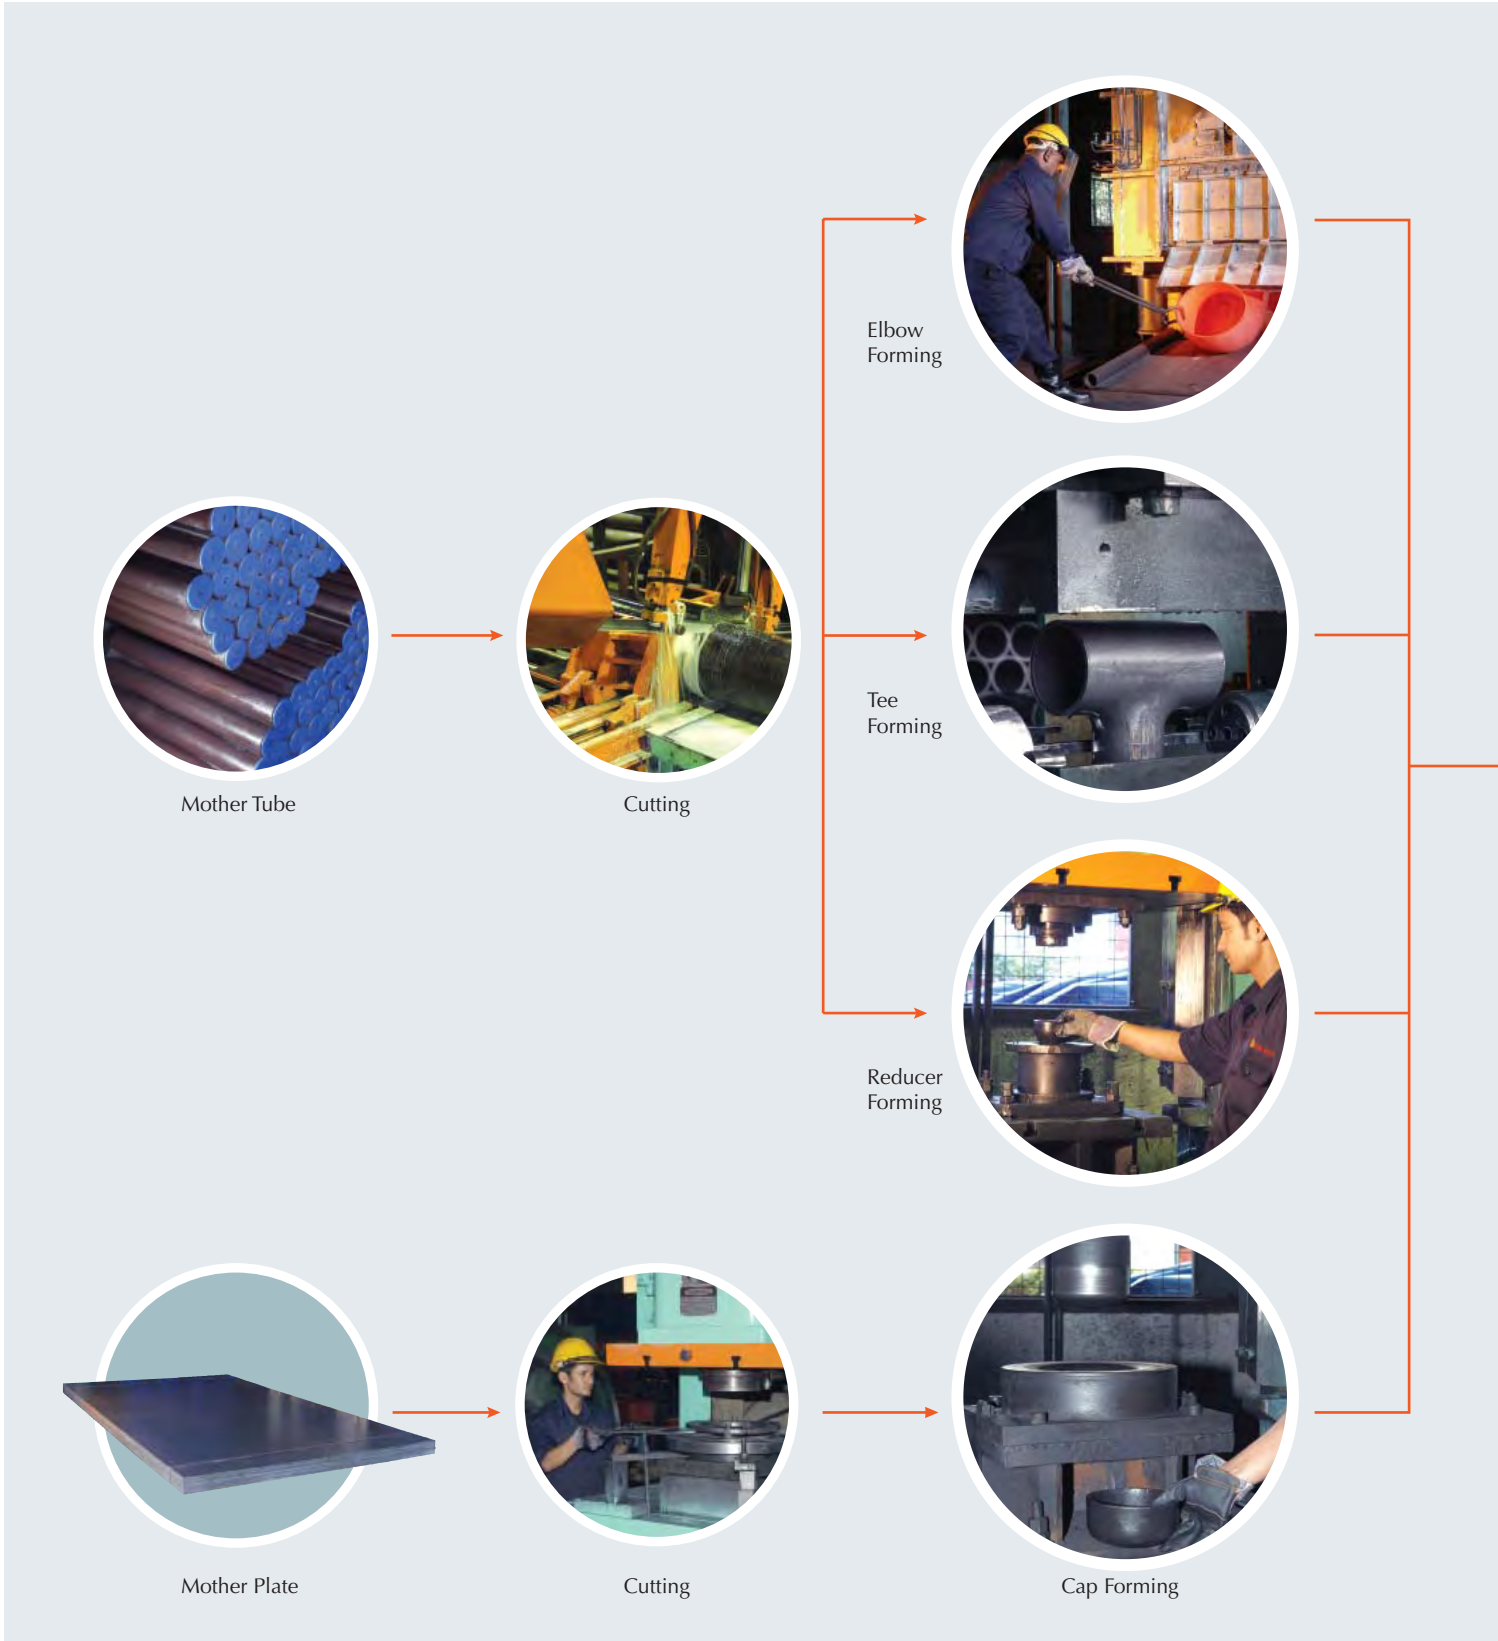 Elbow
Forming
Tee
Forming
Mother Tube
Cutting
Reducer
Forming
Mother Plate
Cutting
Cap Forming